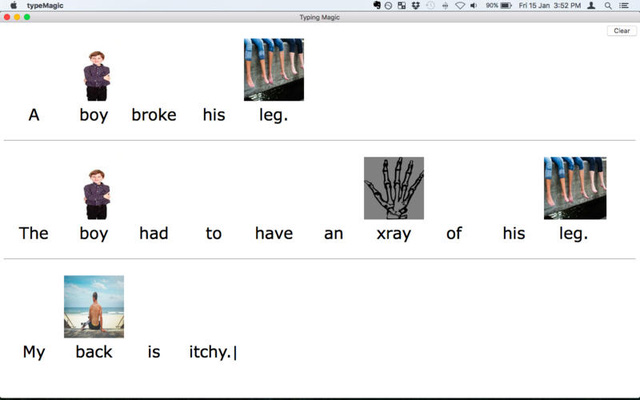 typeMagic 90% Fri 15 Jan 3:52 PM
Typing Magic
Clear
A boy broke his leg.
The boy had to have an xray of his leg.
My back is itchy.